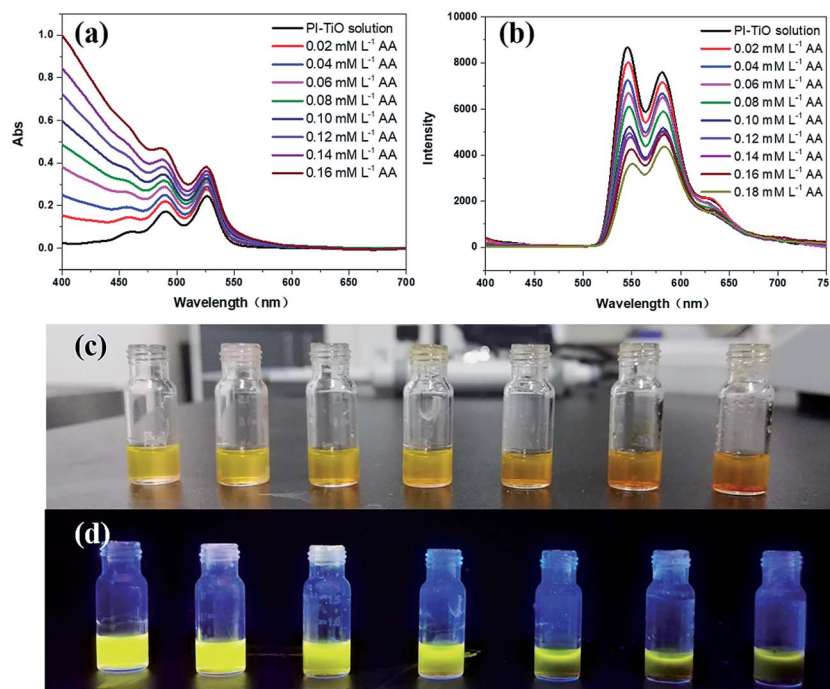 (a)
PI-TiO solution
0.02 mM L⁻¹ AA
0.04 mM L⁻¹ AA
0.06 mM L⁻¹ AA
0.08 mM L⁻¹ AA
0.10 mM L⁻¹ AA
0.12 mM L⁻¹ AA
0.14 mM L⁻¹ AA
0.16 mM L⁻¹ AA
Abs
1.0
0.8
0.6
0.4
0.2
0.0
400 450 500 550 600 650 700
Wavelength（nm）
(b)
PI-TiO solution
0.02 mM L⁻¹ AA
0.04 mM L⁻¹ AA
0.06 mM L⁻¹ AA
0.08 mM L⁻¹ AA
0.10 mM L⁻¹ AA
0.12 mM L⁻¹ AA
0.14 mM L⁻¹ AA
0.16 mM L⁻¹ AA
0.18 mM L⁻¹ AA
Intensity
10000
8000
6000
4000
2000
0
400 450 500 550 600 650 700 75
Wavelength（nm）
(c)
(d)